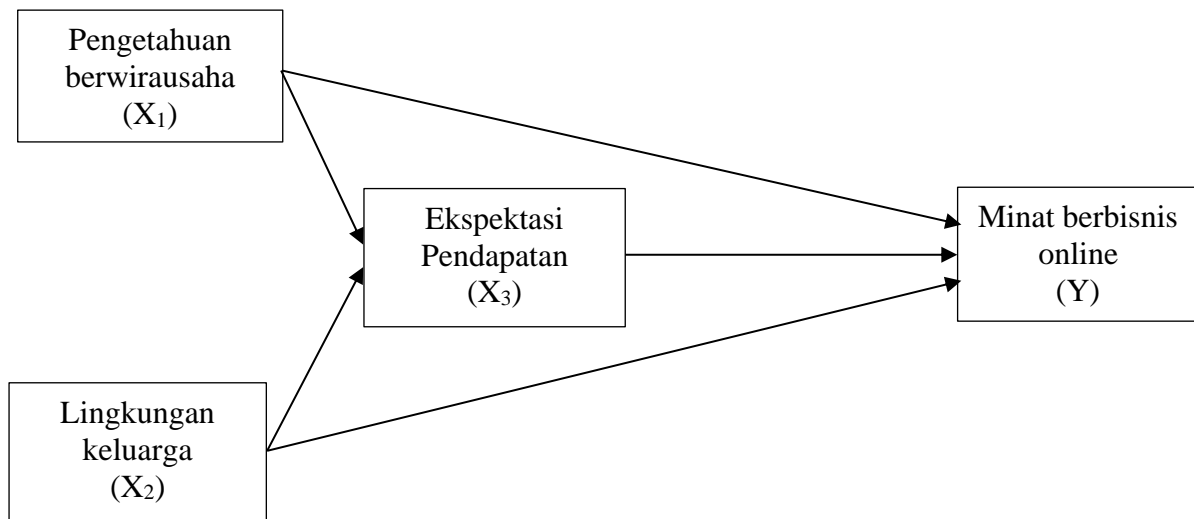 Pengetahuan
berwirausaha
(X₁)
Ekspektasi
Pendapatan
(X₃)
Minat berbisnis
online
(Y)
Lingkungan
keluarga
(X₂)